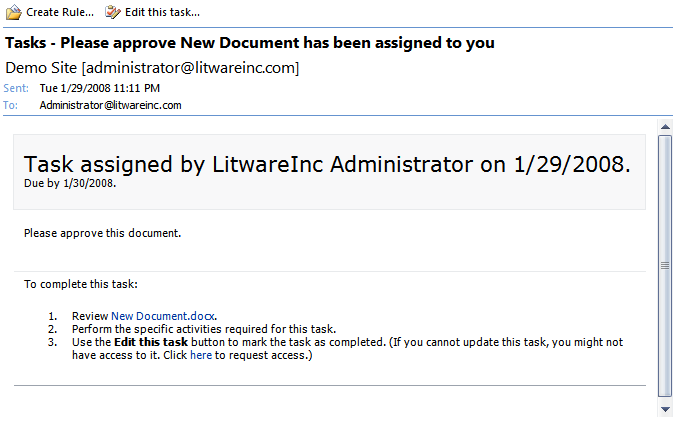 Create Rule... Edit this task...
Tasks - Please approve New Document has been assigned to you
Demo Site [administrator@litwareinc.com]
Sent: Tue 1/29/2008 11:11 PM
To: Administrator@litwareinc.com
Task assigned by LitwareInc Administrator on 1/29/2008.
Due by 1/30/2008.
Please approve this document.
To complete this task:
1. Review New Document.docx.
2. Perform the specific activities required for this task.
3. Use the Edit this task button to mark the task as completed. (If you cannot update this task, you might not
have access to it. Click here to request access.)